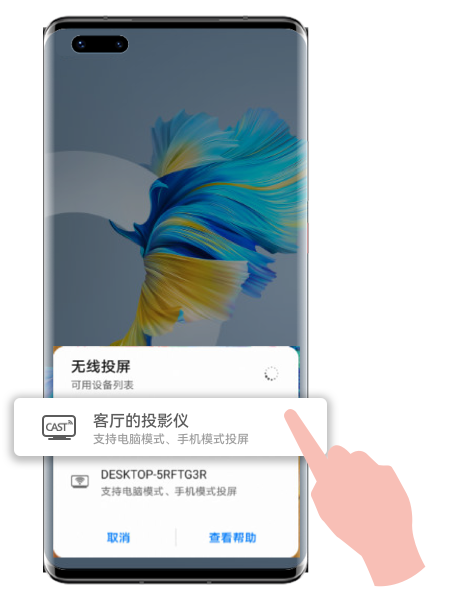 无线投屏
可用设备列表
CAST
客厅的投影仪
支持电脑模式、手机模式投屏
DESKTOP-5RFTG3R
支持电脑模式、手机模式投屏
取消
查看帮助